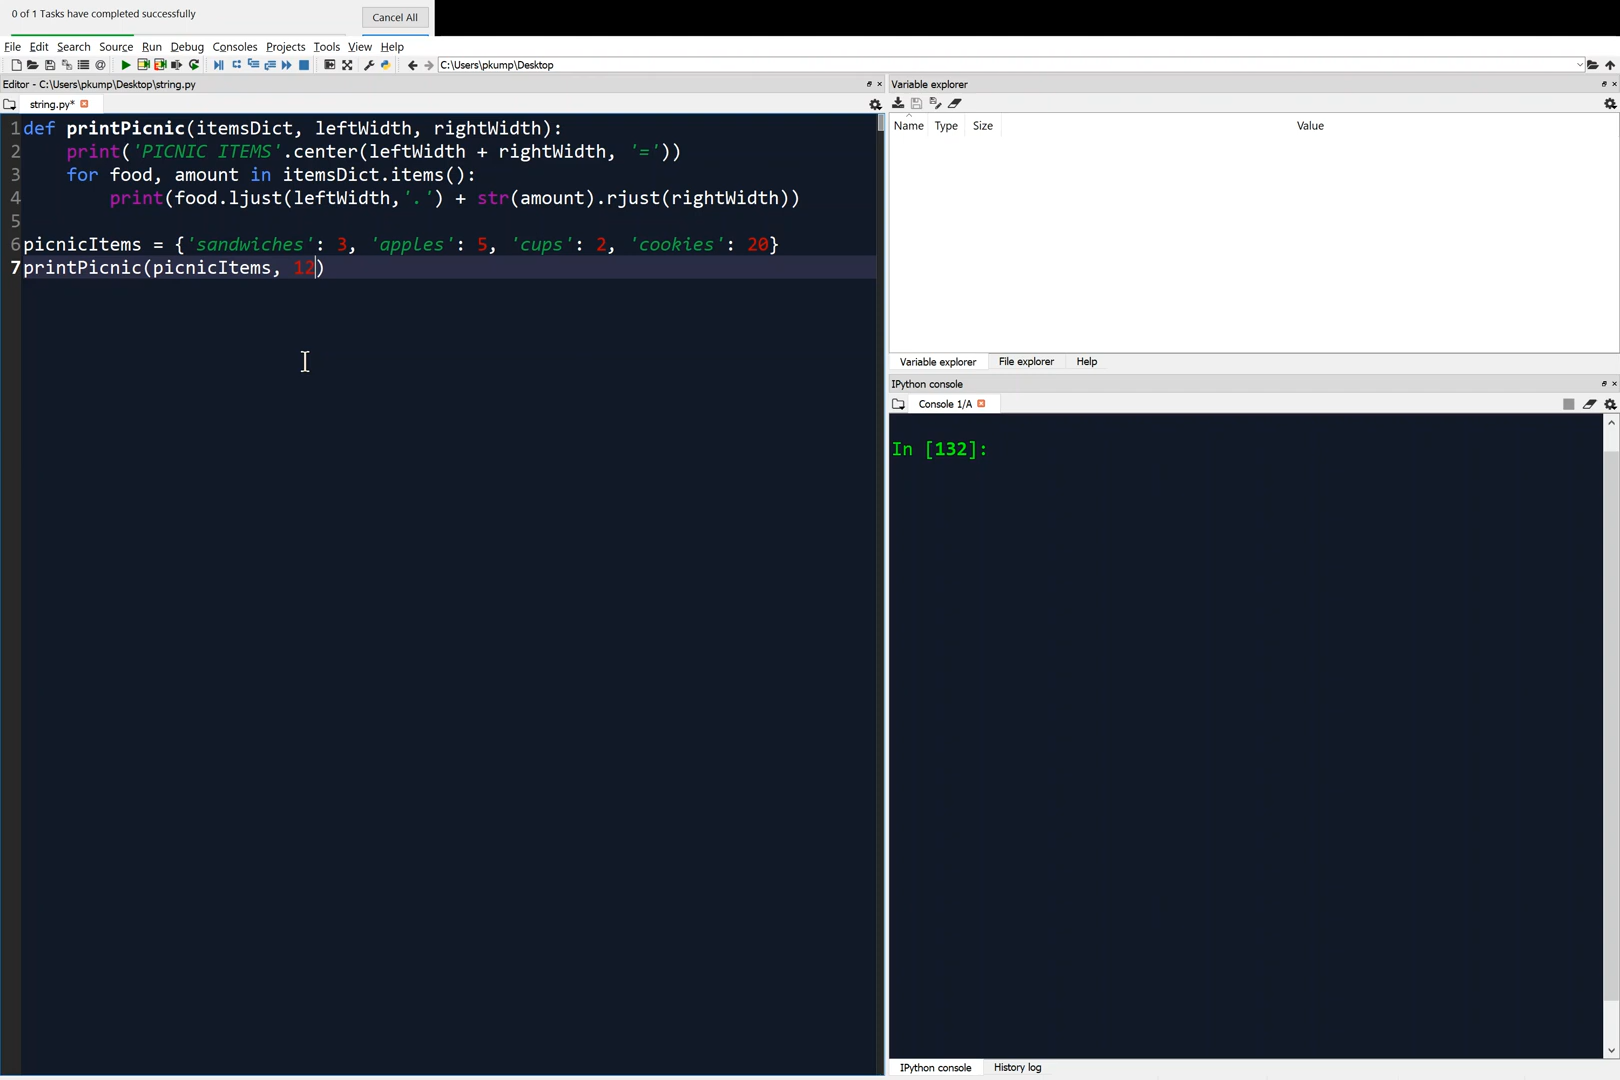 0 of 1 Tasks have completed successfully
Cancel All
File Edit Search Source Run Debug Consoles Projects Tools View Help
C:\Users\pkump\Desktop
Editor - C:\Users\pkump\Desktop\string.py
string.py*
1 def printPicnic(itemsDict, leftWidth, rightWidth):
2     print('PICNIC ITEMS'.center(leftWidth + rightWidth, '='))
3     for food, amount in itemsDict.items():
4         print(food.ljust(leftWidth,'.') + str(amount).rjust(rightWidth))
5
6 picnicItems = {'sandwiches': 3, 'apples': 5, 'cups': 2, 'cookies': 20}
7 printPicnic(picnicItems, 12)
Variable explorer
Name Type Size Value
Variable explorer File explorer Help
IPython console
Console 1/A
In [132]:
IPython console History log